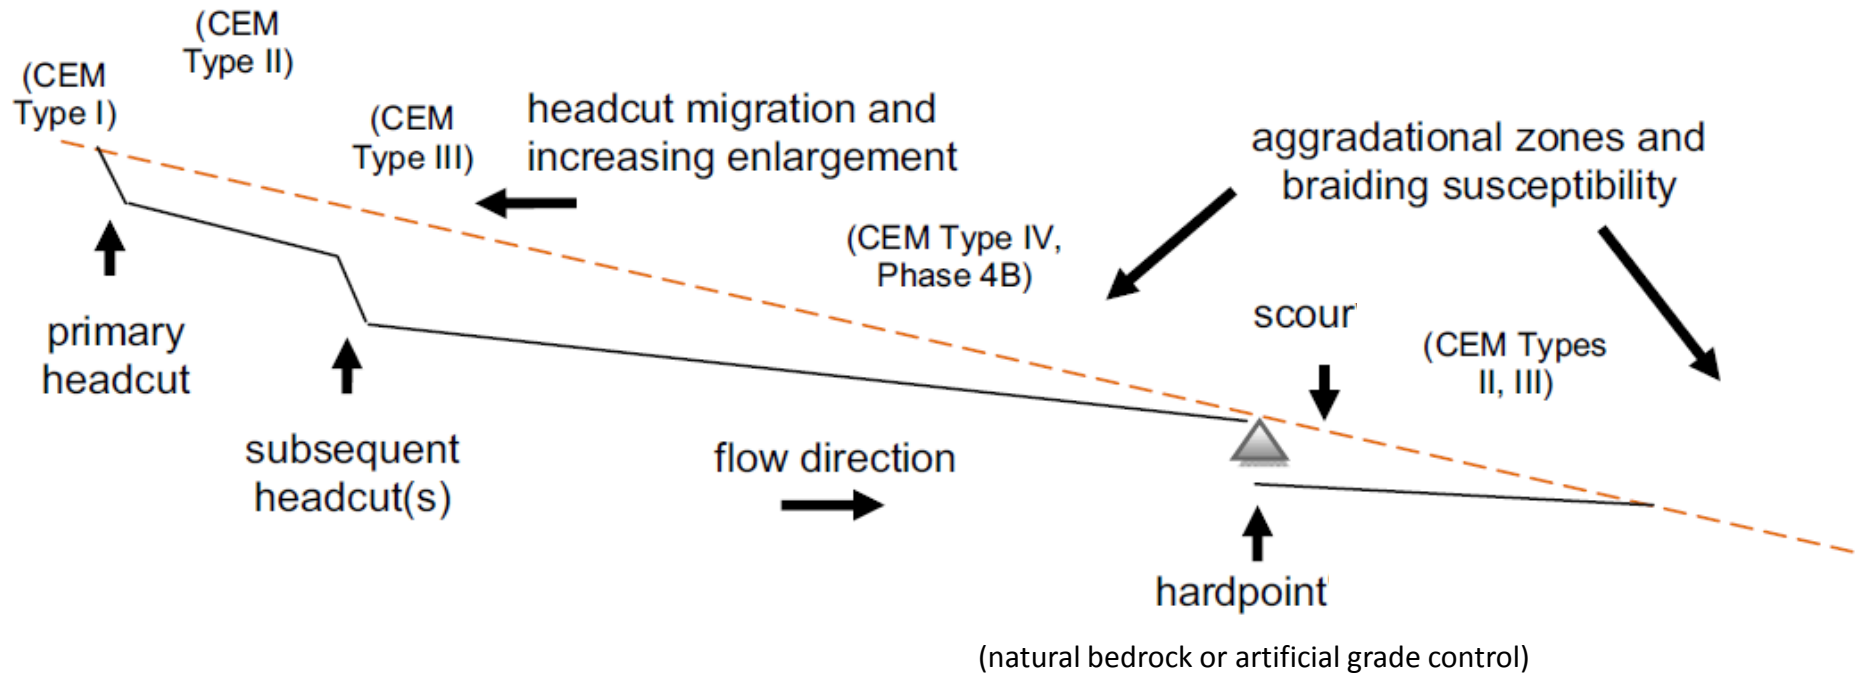 (CEM
Type I)
(CEM
Type II)
(CEM
Type III)
headcut migration and
increasing enlargement
aggradational zones and
braiding susceptibility
(CEM Type IV,
Phase 4B)
scour
(CEM Types
II, III)
primary
headcut
subsequent
headcut(s)
flow direction
hardpoint
(natural bedrock or artificial grade control)